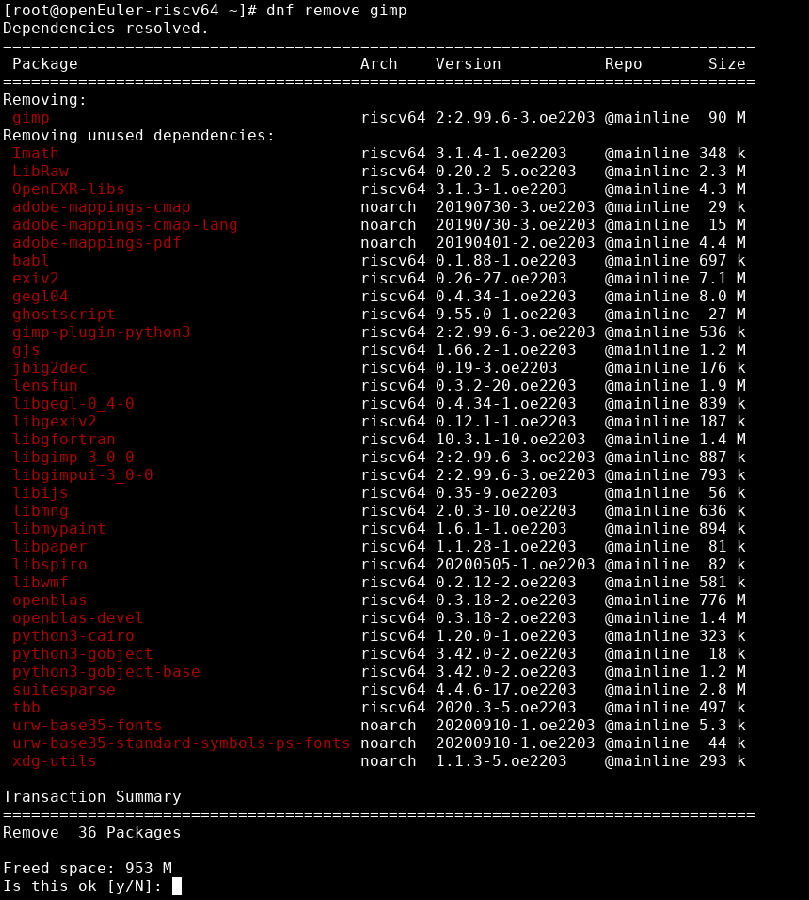 [root@openEuler-riscv64 ~]# dnf remove gimp
Dependencies resolved.
================================================================================
 Package                             Arch    Version           Repo       Size
================================================================================
Removing:
 gimp                                riscv64 2:2.99.6-3.oe2203 @mainline  90 M
Removing unused dependencies:
 Imath                               riscv64 3.1.4-1.oe2203    @mainline 348 k
 LibRaw                              riscv64 0.20.2-5.oe2203   @mainline 2.3 M
 OpenEXR-libs                        riscv64 3.1.3-1.oe2203    @mainline 4.3 M
 adobe-mappings-cmap                 noarch  20190730-3.oe2203 @mainline  29 k
 adobe-mappings-cmap-lang            noarch  20190730-3.oe2203 @mainline  15 M
 adobe-mappings-pdf                  noarch  20190401-2.oe2203 @mainline 4.4 M
 babl                                riscv64 0.1.88-1.oe2203   @mainline 697 k
 exiv2                               riscv64 0.26-27.oe2203    @mainline 7.1 M
 gegl04                              riscv64 0.4.34-1.oe2203   @mainline 8.0 M
 ghostscript                         riscv64 9.55.0-1.oe2203   @mainline  27 M
 gimp-plugin-python3                 riscv64 2:2.99.6-3.oe2203 @mainline 536 k
 gjs                                 riscv64 1.66.2-1.oe2203   @mainline 1.2 M
 jbig2dec                            riscv64 0.19-3.oe2203     @mainline 176 k
 lensfun                             riscv64 0.3.2-20.oe2203   @mainline 1.9 M
 libgegl-0_4-0                       riscv64 0.4.34-1.oe2203   @mainline 839 k
 libgexiv2                           riscv64 0.12.1-1.oe2203   @mainline 187 k
 libgfortran                         riscv64 10.3.1-10.oe2203  @mainline 1.4 M
 libgimp-3_0-0                       riscv64 2:2.99.6-3.oe2203 @mainline 887 k
 libgimpui-3_0-0                     riscv64 2:2.99.6-3.oe2203 @mainline 793 k
 libijs                              riscv64 0.35-9.oe2203     @mainline  56 k
 libmng                              riscv64 2.0.3-10.oe2203   @mainline 636 k
 libmypaint                          riscv64 1.6.1-1.oe2203    @mainline 894 k
 libpaper                            riscv64 1.1.28-1.oe2203   @mainline  81 k
 libspiro                            riscv64 20200505-1.oe2203 @mainline  82 k
 libwmf                              riscv64 0.2.12-2.oe2203   @mainline 581 k
 openblas                            riscv64 0.3.18-2.oe2203   @mainline 776 M
 openblas-devel                      riscv64 0.3.18-2.oe2203   @mainline 1.4 M
 python3-cairo                       riscv64 1.20.0-1.oe2203   @mainline 323 k
 python3-gobject                     riscv64 3.42.0-2.oe2203   @mainline  18 k
 python3-gobject-base                riscv64 3.42.0-2.oe2203   @mainline 1.2 M
 suitesparse                         riscv64 4.4.6-17.oe2203   @mainline 2.8 M
 tbb                                 riscv64 2020.3-5.oe2203   @mainline 497 k
 urw-base35-fonts                    noarch  20200910-1.oe2203 @mainline 5.3 k
 urw-base35-standard-symbols-ps-fonts noarch  20200910-1.oe2203 @mainline  44 k
 xdg-utils                           noarch  1.1.3-5.oe2203    @mainline 293 k
Transaction Summary
================================================================================
Remove  36 Packages
Freed space: 953 M
Is this ok [y/N]: